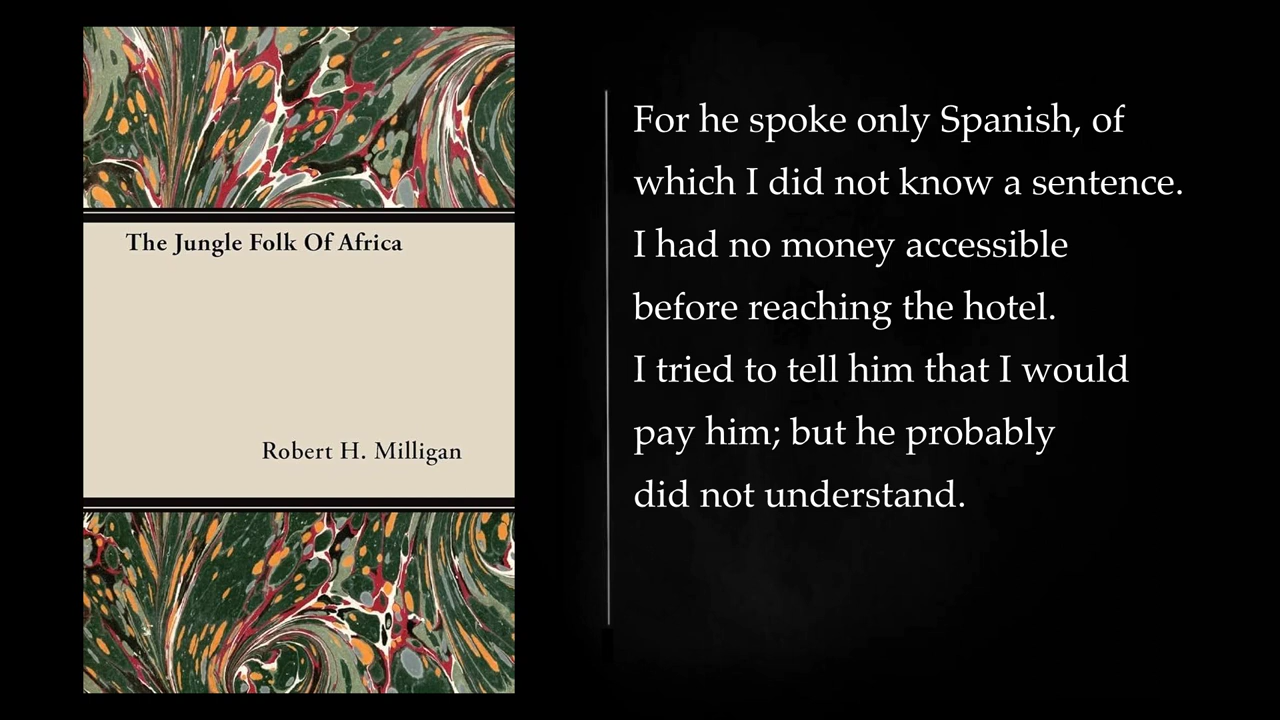 The Jungle Folk Of Africa
Robert H. Milligan
For he spoke only Spanish, of
which I did not know a sentence.
I had no money accessible
before reaching the hotel.
I tried to tell him that I would
pay him; but he probably
did not understand.